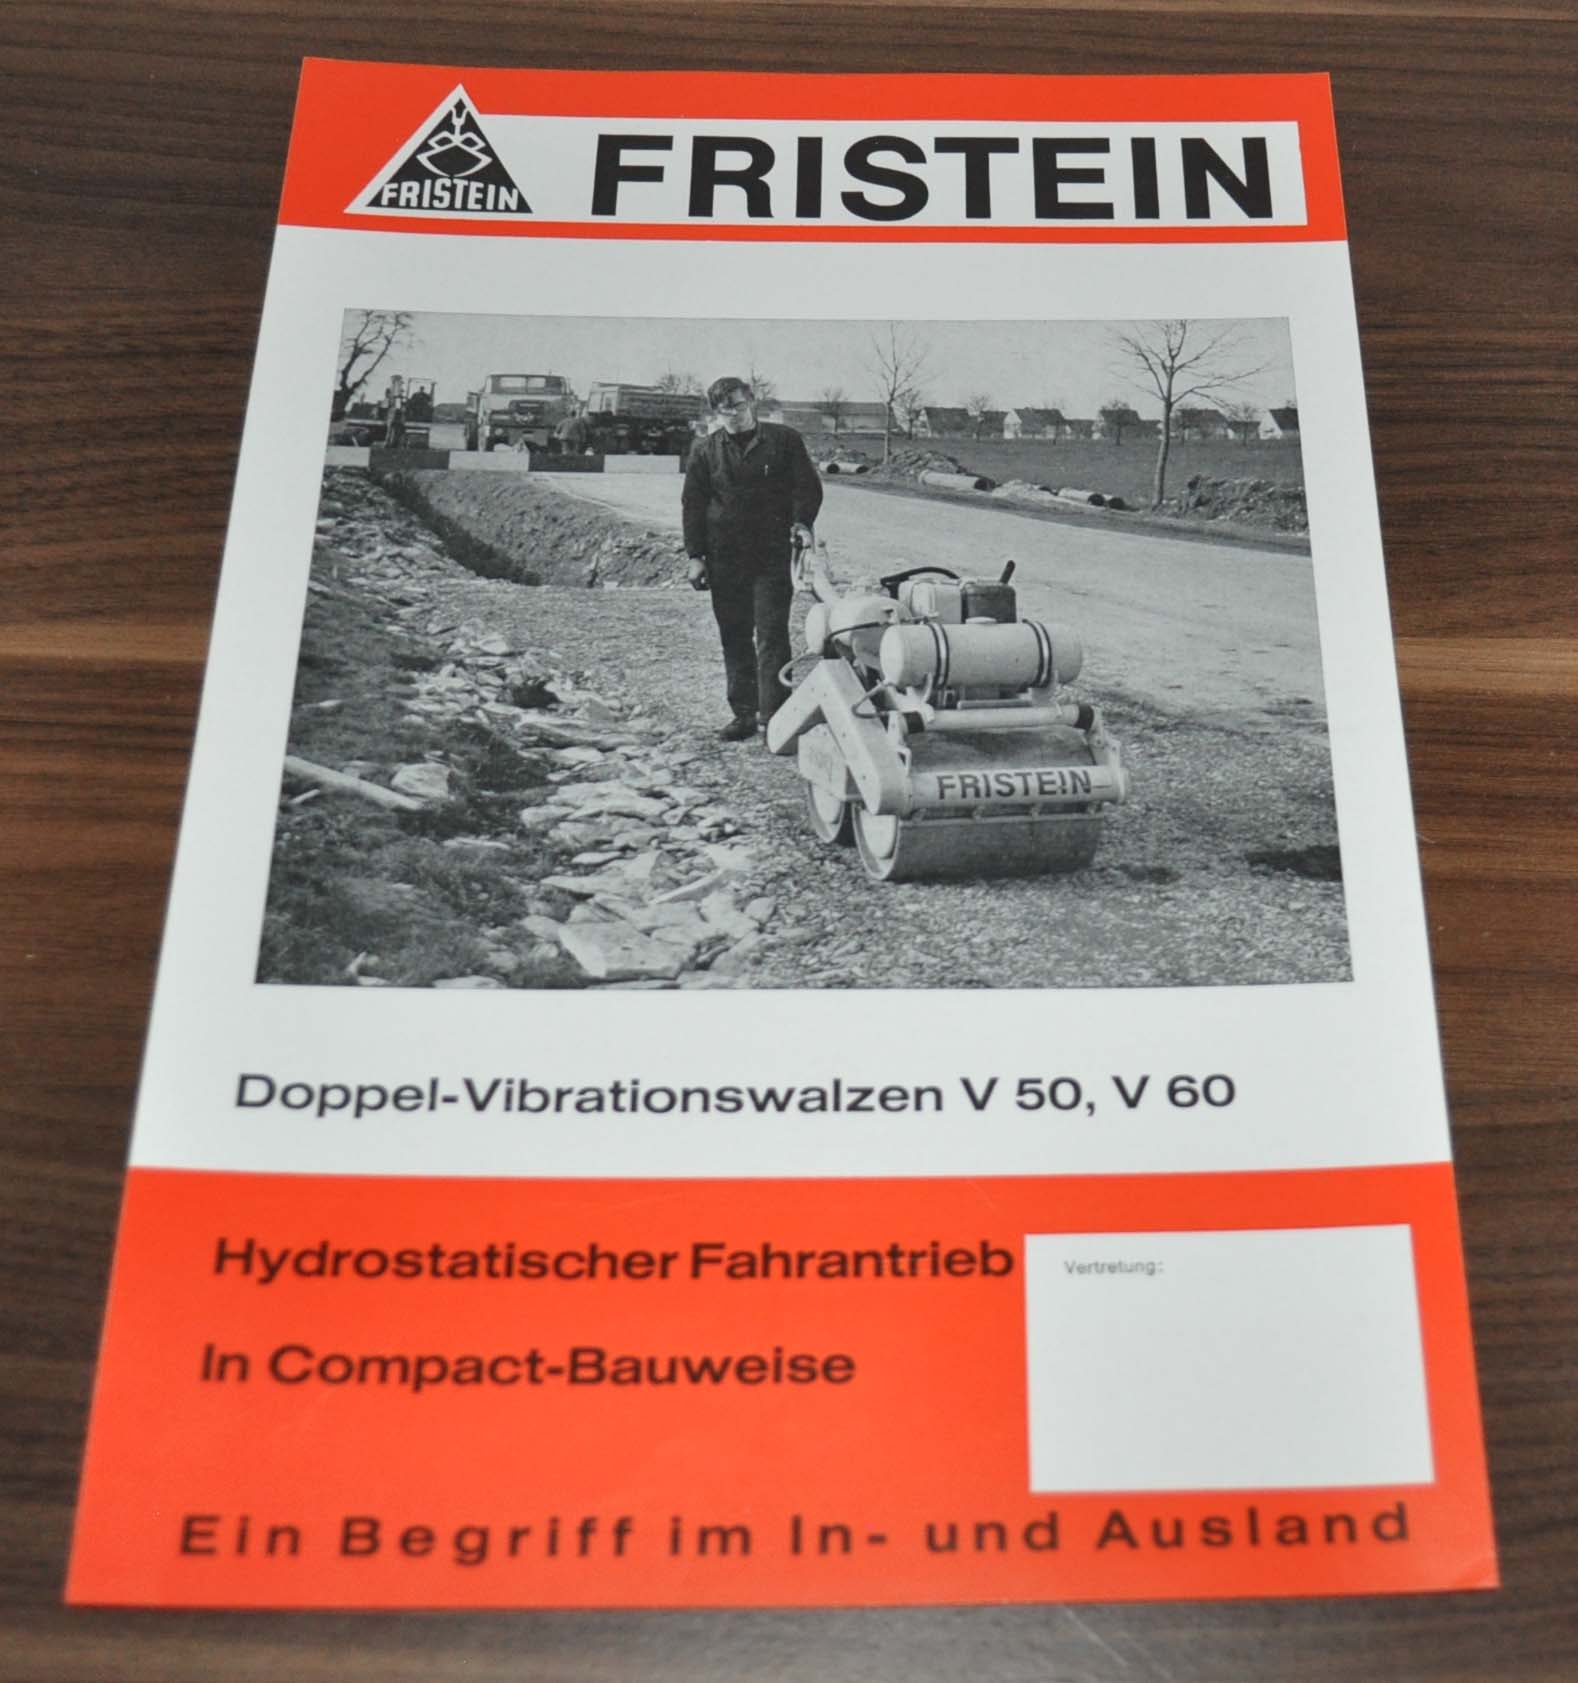 FRISTEIN
FRISTEIN
FRISTEIN
Doppel-Vibrationswalzen V 50, V 60
Hydrostatischer Fahrantrieb
Vertretung:
In Compact-Bauweise
Ein Begriff im In- und Ausland